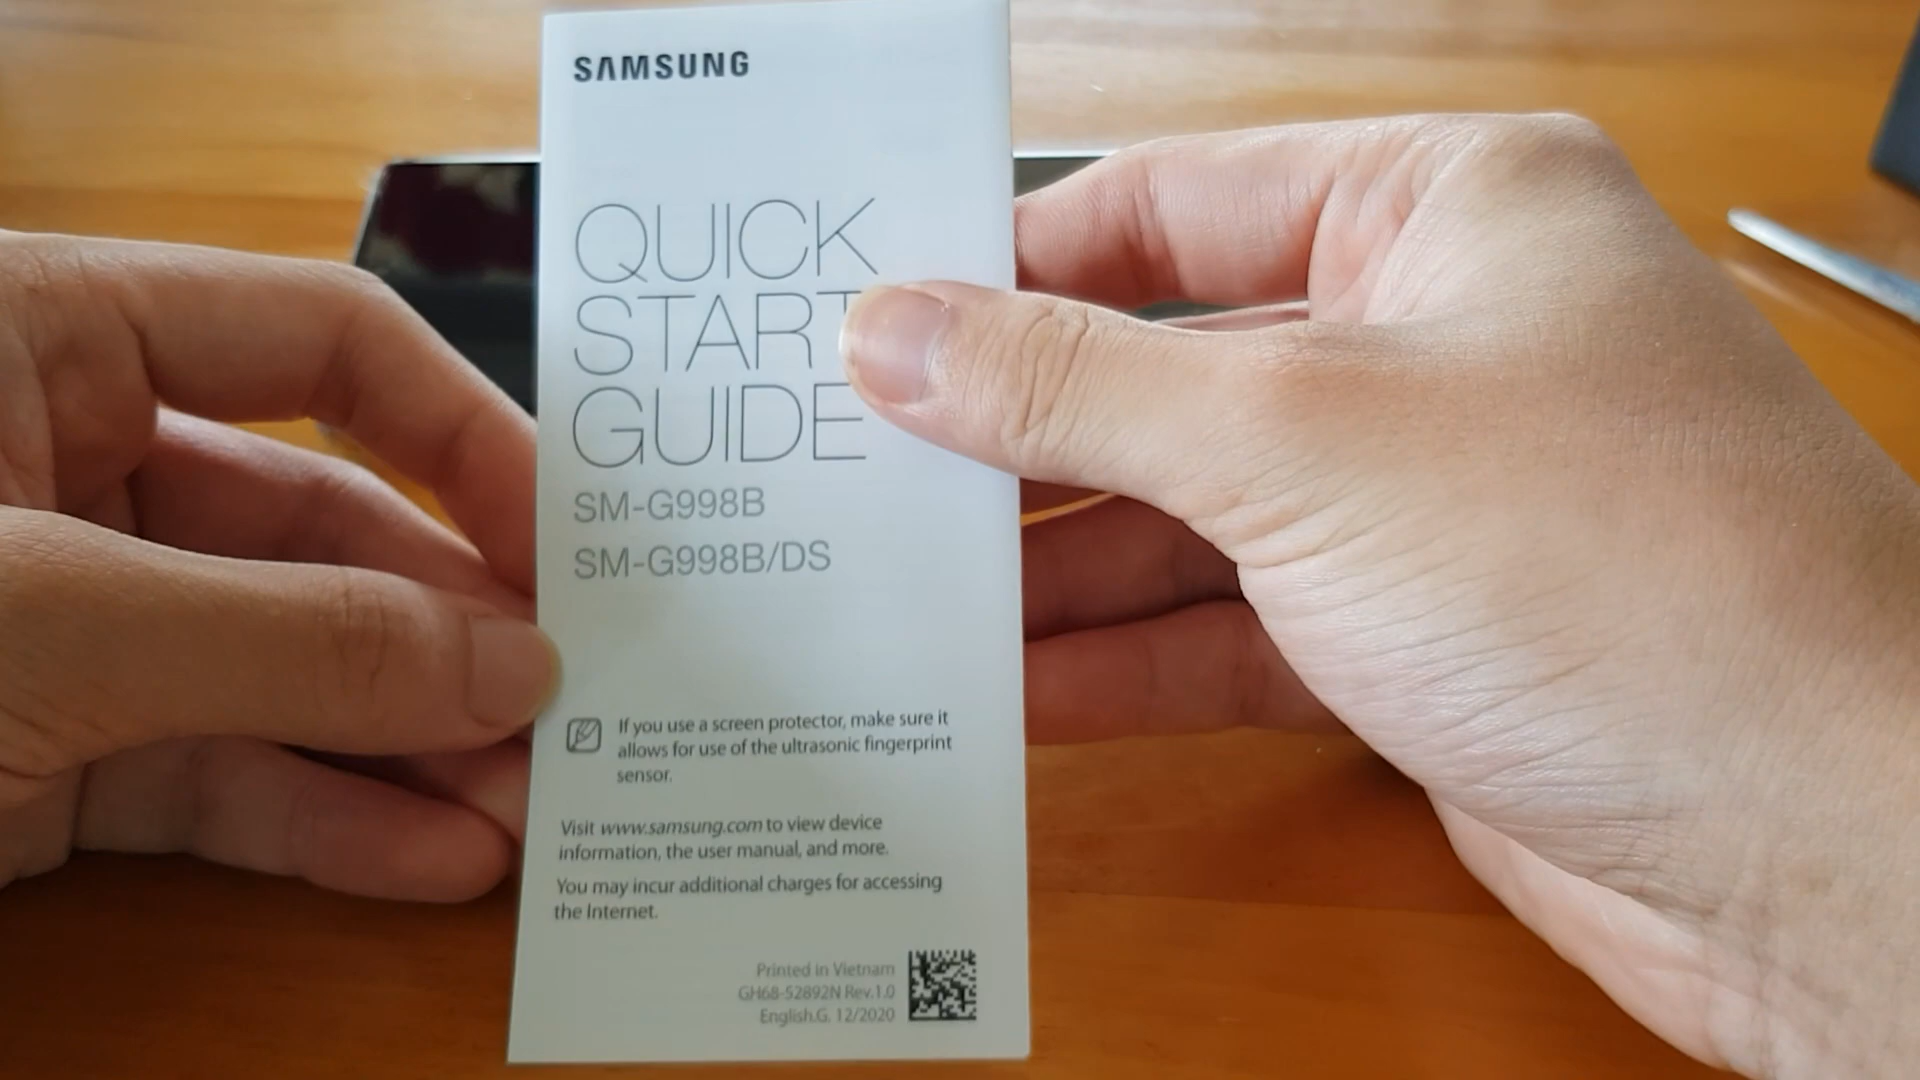 SAMSUNG
QUICK
START
GUIDE
SM-G998B
SM-G998B/DS
If you use a screen protector, make sure it
allows for use of the ultrasonic fingerprint
sensor.
Visit www.samsung.com to view device
information, the user manual, and more.
You may incur additional charges for accessing
the Internet.
Printed in Vietnam
GH68-52892N Rev.1.0
English.G. 12/2020